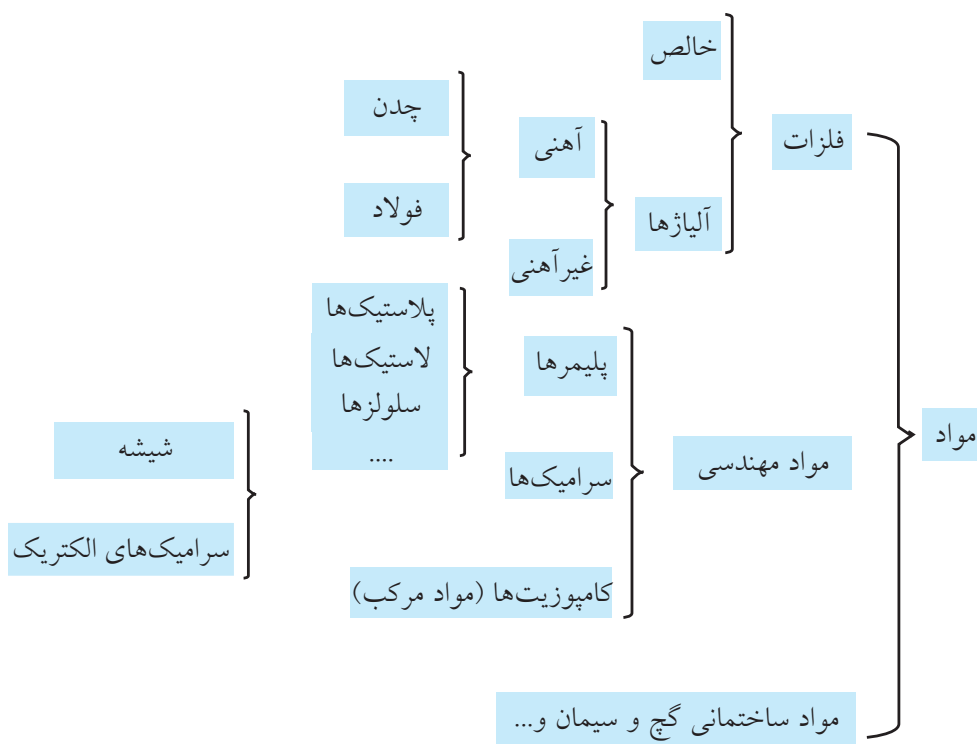 مواد
فلزات
خالص
آلیاژها
آهنی
غیرآهنی
چدن
فولاد
مواد مهندسی
پلیمرها
سرامیک‌ها
کامپوزیت‌ها (مواد مرکب)
پلاستیک‌ها
لاستیک‌ها
سلولزها
....
شیشه
سرامیک‌های الکتریک
مواد ساختمانی گچ و سیمان و...